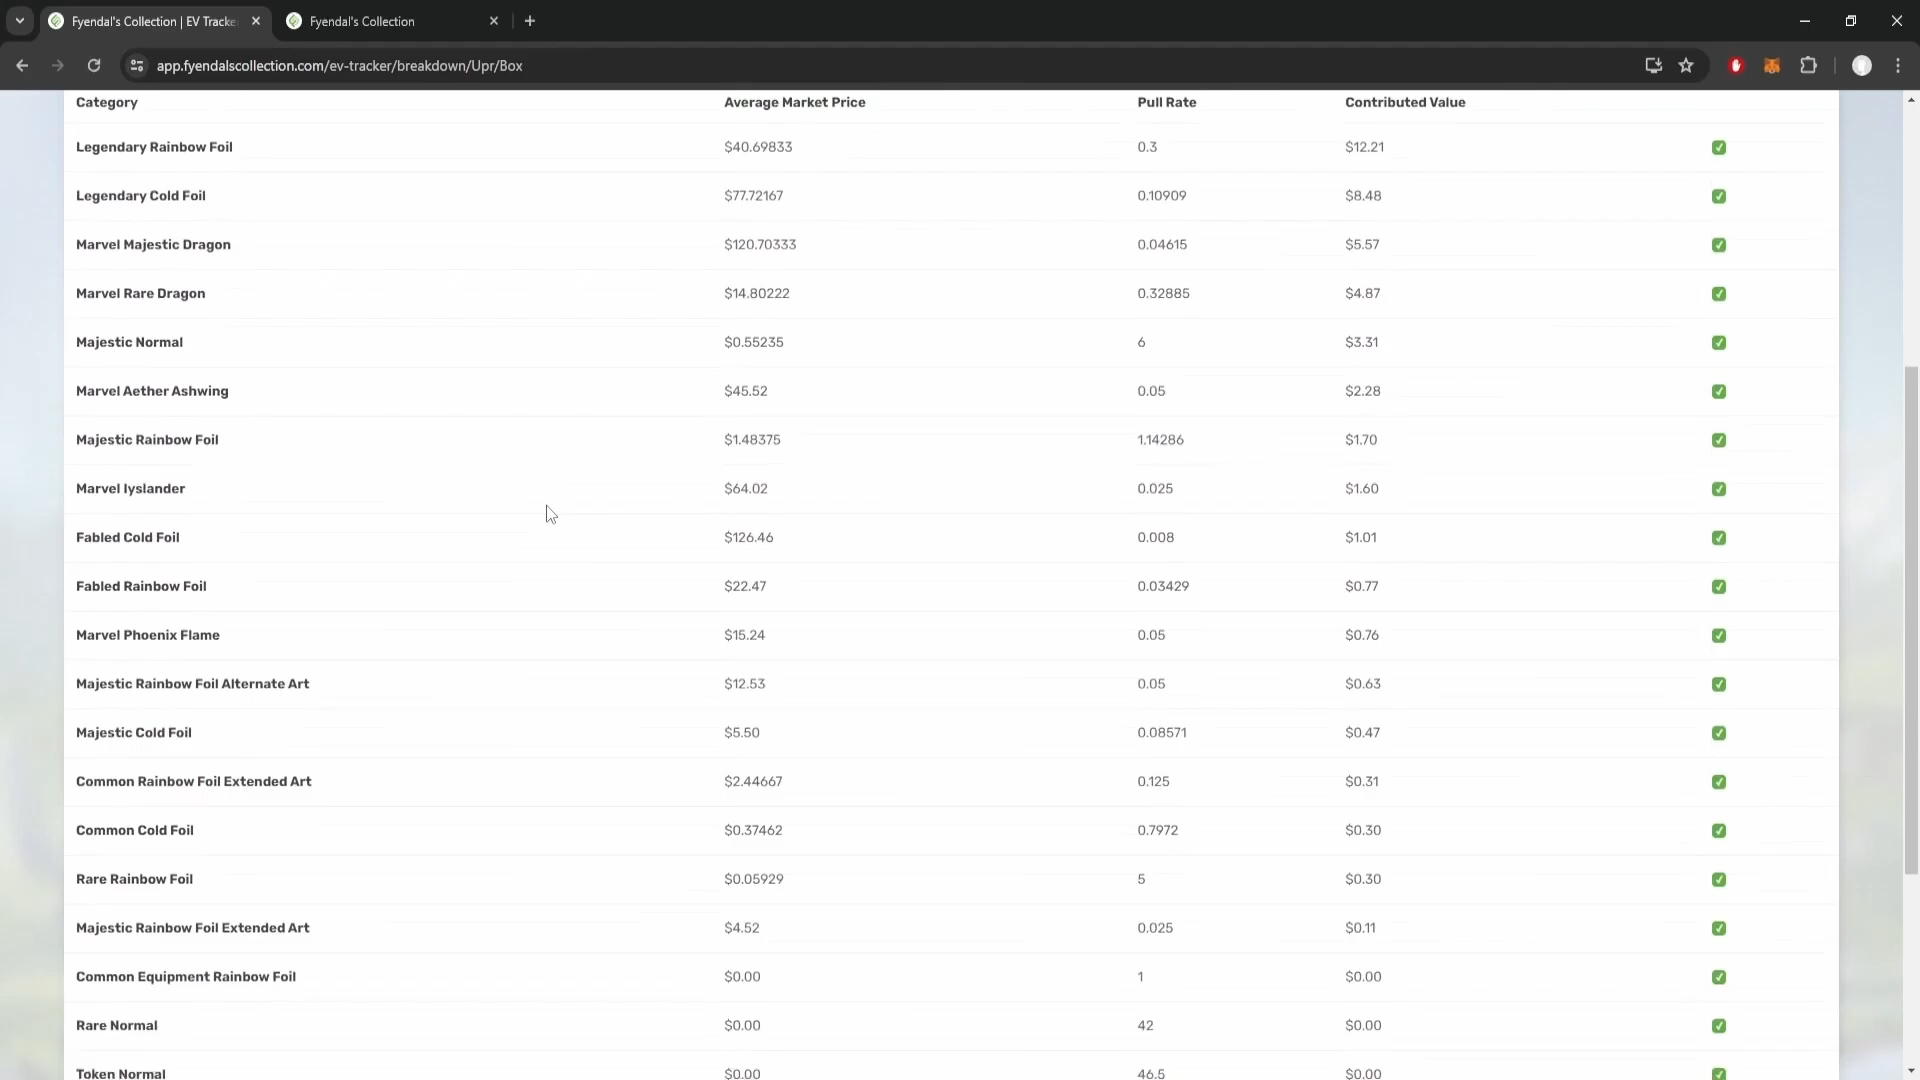 Fyendal's Collection | EV Tracke
Fyendal's Collection
app.fyendalscollection.com/ev-tracker/breakdown/Upr/Box
Category Average Market Price Pull Rate Contributed Value
Legendary Rainbow Foil $40.69833 0.3 $12.21
Legendary Cold Foil $77.72167 0.10909 $8.48
Marvel Majestic Dragon $120.70333 0.04615 $5.57
Marvel Rare Dragon $14.80222 0.32885 $4.87
Majestic Normal $0.55235 6 $3.31
Marvel Aether Ashwing $45.52 0.05 $2.28
Majestic Rainbow Foil $1.48375 1.14286 $1.70
Marvel Iyslander $64.02 0.025 $1.60
Fabled Cold Foil $126.46 0.008 $1.01
Fabled Rainbow Foil $22.47 0.03429 $0.77
Marvel Phoenix Flame $15.24 0.05 $0.76
Majestic Rainbow Foil Alternate Art $12.53 0.05 $0.63
Majestic Cold Foil $5.50 0.08571 $0.47
Common Rainbow Foil Extended Art $2.44667 0.125 $0.31
Common Cold Foil $0.37462 0.7972 $0.30
Rare Rainbow Foil $0.05929 5 $0.30
Majestic Rainbow Foil Extended Art $4.52 0.025 $0.11
Common Equipment Rainbow Foil $0.00 1 $0.00
Rare Normal $0.00 42 $0.00
Token Normal $0.00 46.5 $0.00